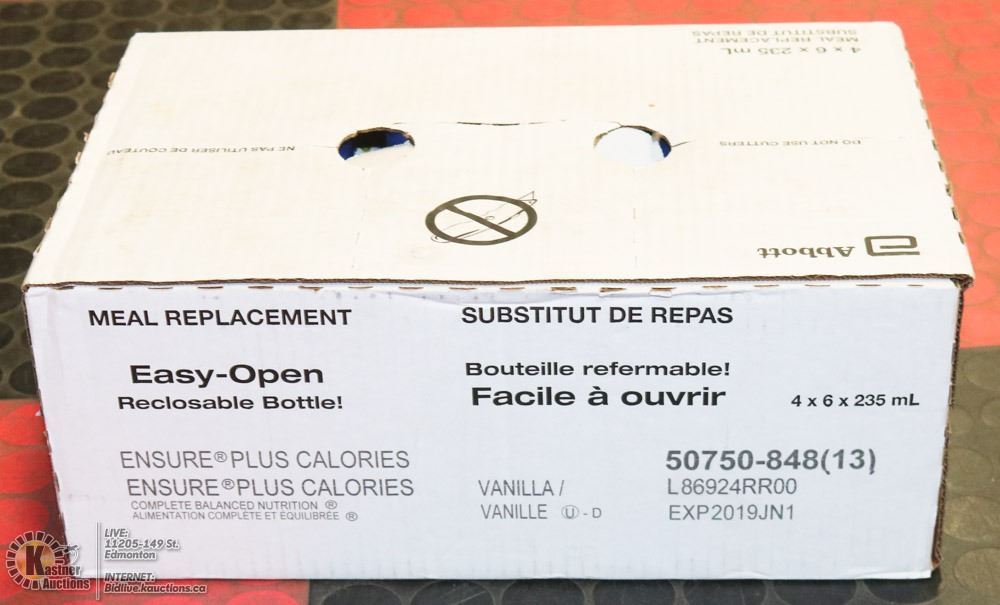 MEAL REPLACEMENT
SUBSTITUT DE REPAS
4 x 6 x 235 mL
NE PAS UTILISER DE COUTEAU
DO NOT USE CUTTERS
Abbott
MEAL REPLACEMENT
Easy-Open
Reclosable Bottle!
SUBSTITUT DE REPAS
Bouteille refermable!
Facile à ouvrir
4 x 6 x 235 mL
ENSURE® PLUS CALORIES
ENSURE® PLUS CALORIES
COMPLETE BALANCED NUTRITION ®
ALIMENTATION COMPLÈTE ET ÉQUILIBRÉE ®
VANILLA /
VANILLE Ⓤ - D
50750-848(13)
L86924RR00
EXP2019JN1
Kastner
Auctions
LIVE:
11205-149 St.
Edmonton
INTERNET:
Bidlive.kauctions.ca